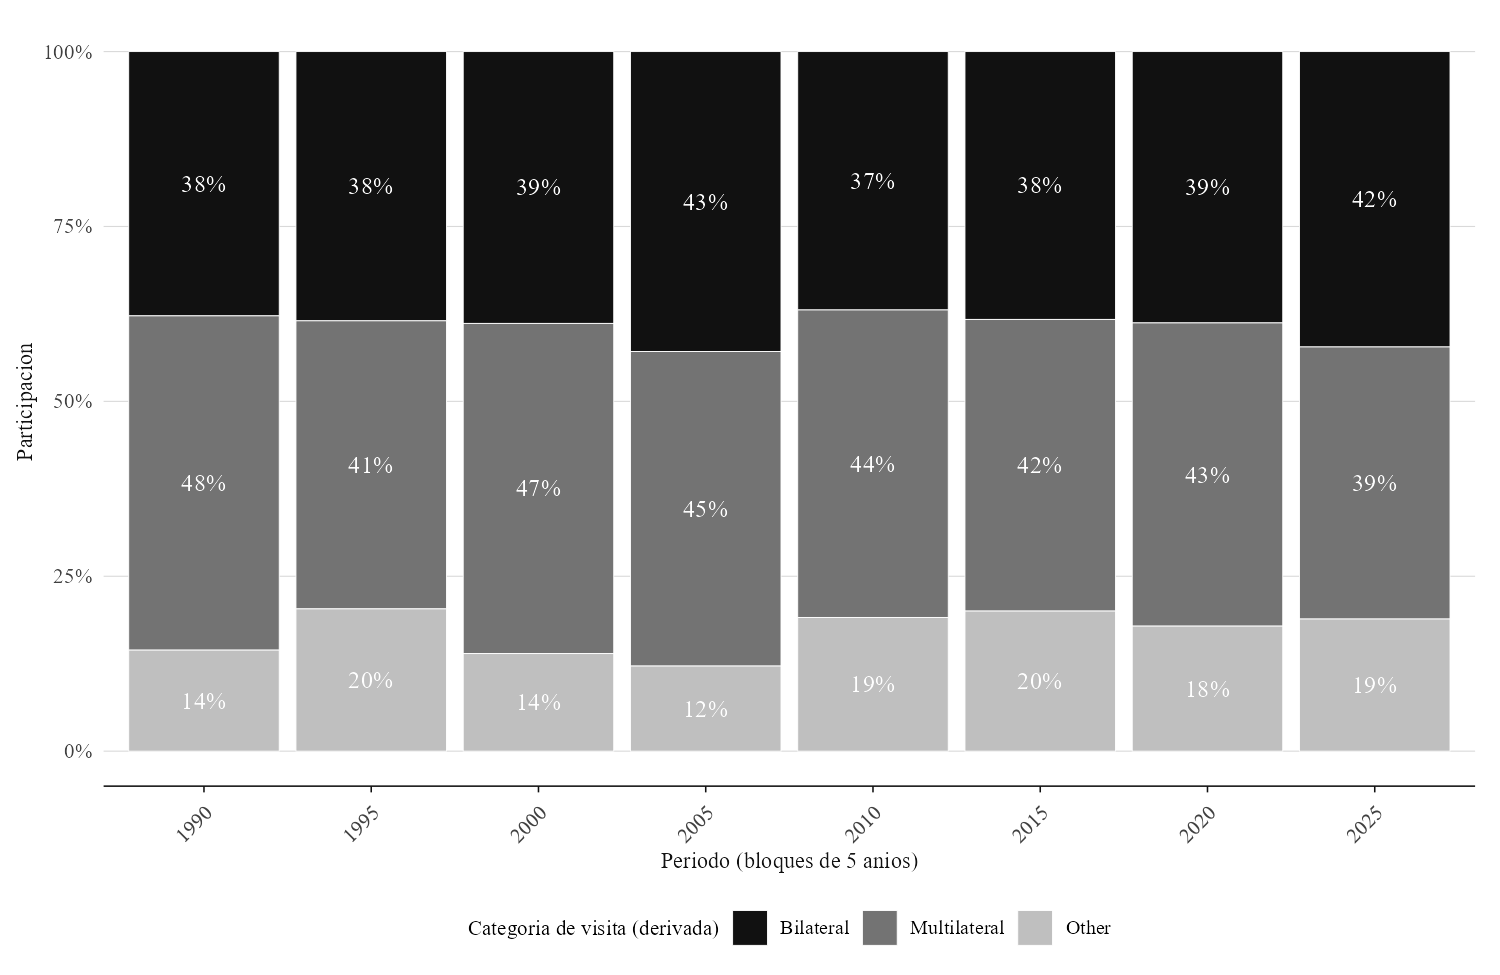 100%
75%
50%
25%
0%
Participacion
38% 38% 39% 43% 37% 38% 39% 42%
48% 41% 47% 45% 44% 42% 43% 39%
14% 20% 14% 12% 19% 20% 18% 19%
1990 1995 2000 2005 2010 2015 2020 2025
Periodo (bloques de 5 anios)
Categoria de visita (derivada) Bilateral Multilateral Other